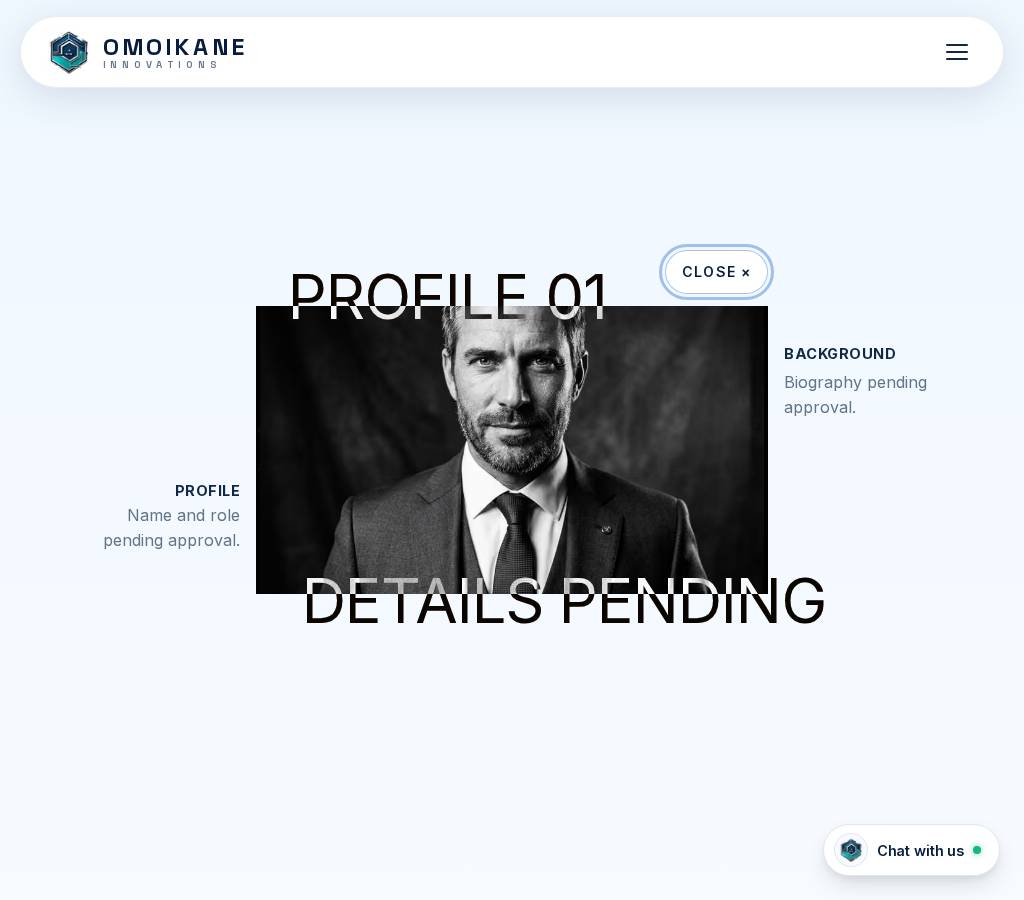 OMOIKANE
INNOVATIONS
CLOSE ×
PROFILE 01
BACKGROUND
Biography pending
approval.
PROFILE
Name and role
pending approval.
DETAILS PENDING
Chat with us